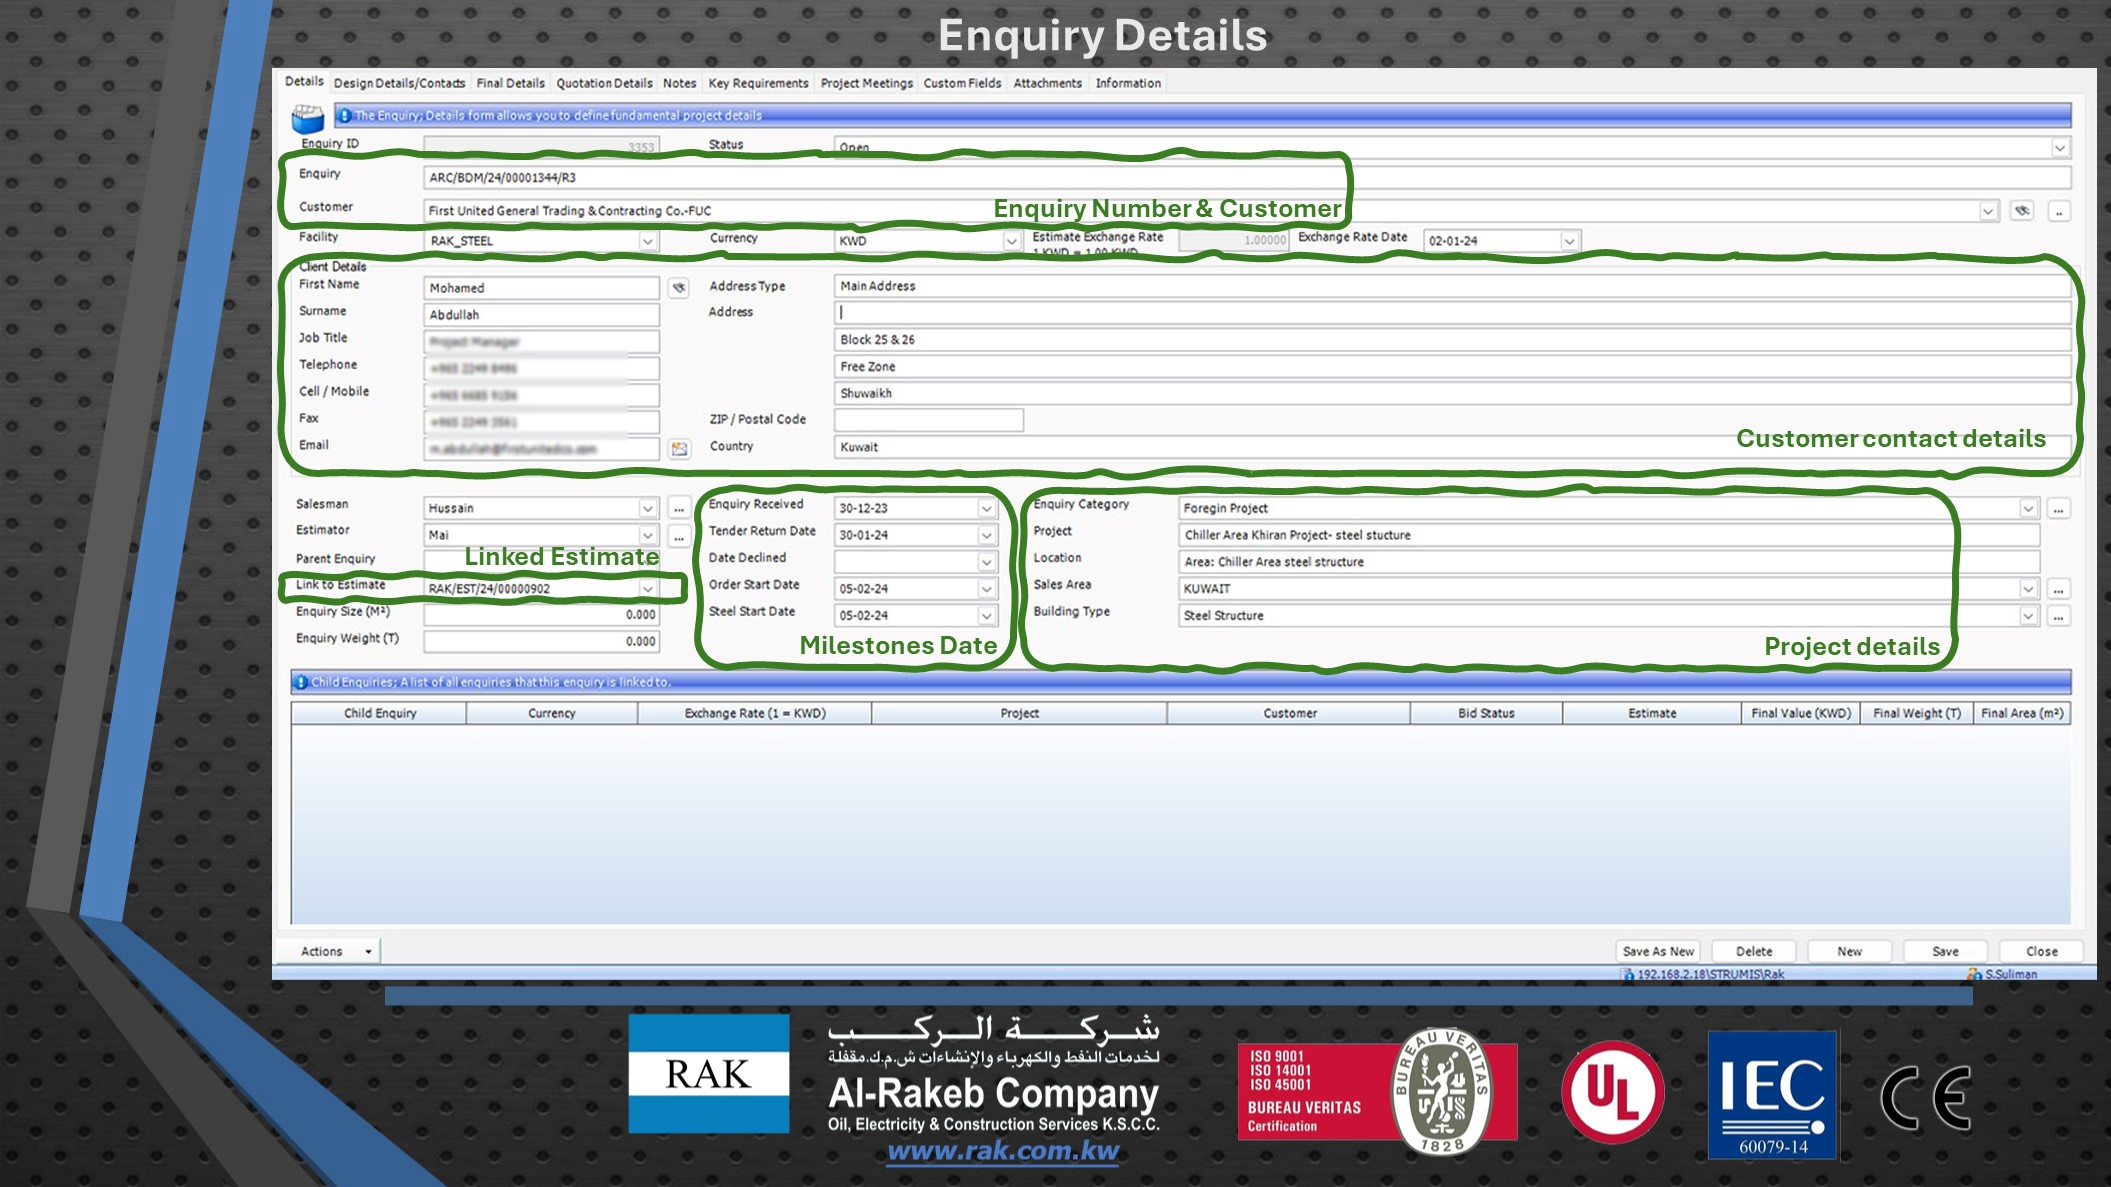 Enquiry Details
Details Design Details/Contacts Final Details Quotation Details Notes Key Requirements Project Meetings Custom Fields Attachments Information
The Enquiry; Details form allows you to define fundamental project details
Enquiry ID 3353 Status Open
Enquiry ARC/BDM/24/00001344/R3
Customer First United General Trading & Contracting Co.-FUC
Enquiry Number & Customer
Facility RAK_STEEL Currency KWD Estimate Exchange Rate 1.00000 Exchange Rate Date 02-01-24
1 KWD = 1.00 KWD
Client Details
First Name Mohamed Address Type Main Address
Surname Abdullah Address
Job Title Block 25 & 26
Telephone Free Zone
Cell / Mobile Shuwaikh
Fax ZIP / Postal Code
Email Country Kuwait
Customer contact details
Salesman Hussain Enquiry Received 30-12-23 Enquiry Category Foregin Project
Estimator Mai Tender Return Date 30-01-24 Project Chiller Area Khiran Project- steel stucture
Parent Enquiry Linked Estimate Date Declined Location Area: Chiller Area steel structure
Link to Estimate RAK/EST/24/00000902 Order Start Date 05-02-24 Sales Area KUWAIT
Enquiry Size (M²) 0.000 Steel Start Date 05-02-24 Building Type Steel Structure
Enquiry Weight (T) 0.000 Milestones Date Project details
Child Enquiries; A list of all enquiries that this enquiry is linked to.
Child Enquiry Currency Exchange Rate (1 = KWD) Project Customer Bid Status Estimate Final Value (KWD) Final Weight (T) Final Area (m²)
Actions Save As New Delete New Save Close
192.168.2.18\STRUMIS\Rak S.Suliman
RAK
شركة الركب
لخدمات النفط والكهرباء والإنشاءات ش.م.ك.مقفلة
Al-Rakeb Company
Oil, Electricity & Construction Services K.S.C.C.
www.rak.com.kw
ISO 9001
ISO 14001
ISO 45001
BUREAU VERITAS
Certification
BUREAU VERITAS
1828
UL
IEC
60079-14
CE